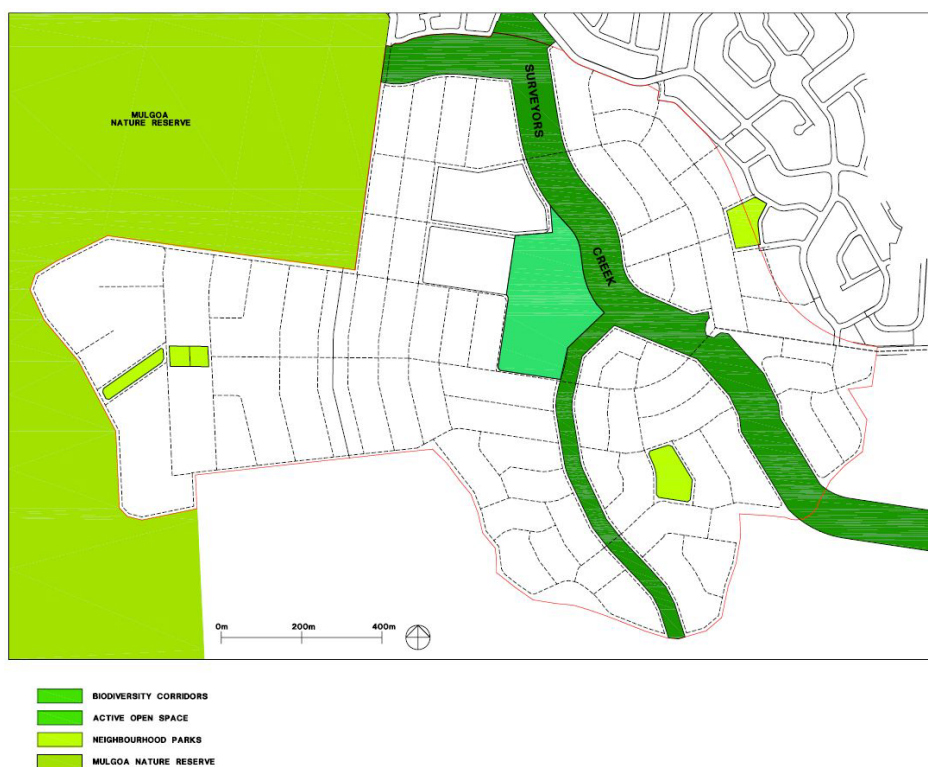 MULGOA
NATURE RESERVE
SURVEYORS
CREEK
0m 200m 400m
BIODIVERSITY CORRIDORS
ACTIVE OPEN SPACE
NEIGHBOURHOOD PARKS
MULGOA NATURE RESERVE